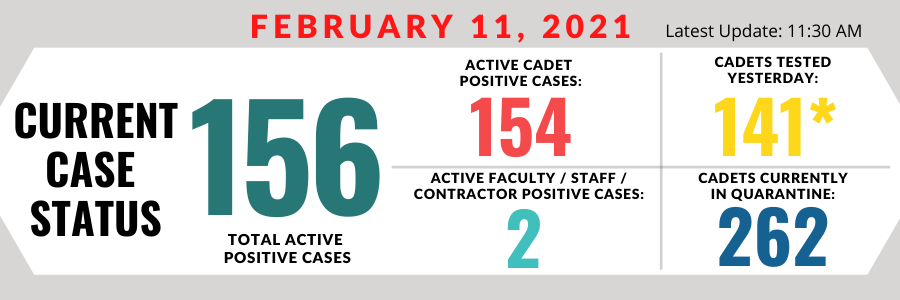 FEBRUARY 11, 2021
Latest Update: 11:30 AM
CURRENT
CASE
STATUS
156
TOTAL ACTIVE
POSITIVE CASES
ACTIVE CADET
POSITIVE CASES:
154
CADETS TESTED
YESTERDAY:
141*
ACTIVE FACULTY / STAFF /
CONTRACTOR POSITIVE CASES:
2
CADETS CURRENTLY
IN QUARANTINE:
262